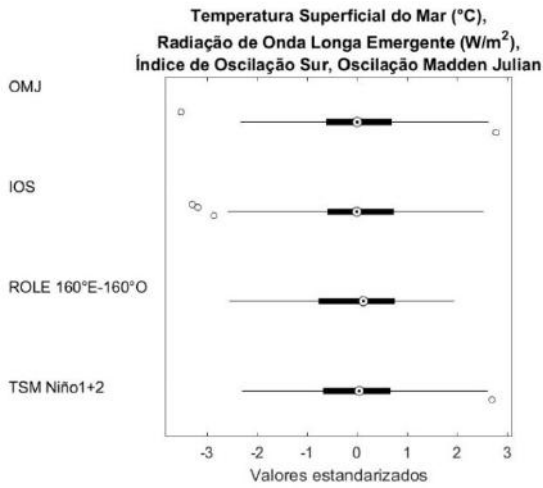 Temperatura Superficial do Mar (°C),
Radiação de Onda Longa Emergente (W/m²),
Índice de Oscilação Sur, Oscilação Madden Julian
OMJ
IOS
ROLE 160°E-160°O
TSM Niño1+2
-3 -2 -1 0 1 2 3
Valores estandarizados